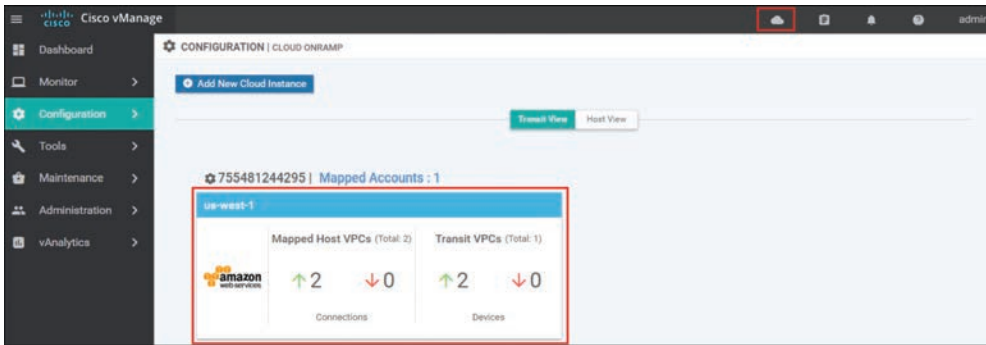 cisco Cisco vManage
admin
Dashboard
CONFIGURATION | CLOUD ONRAMP
Monitor
Add New Cloud Instance
Configuration
Transit View Host View
Tools
Maintenance
755481244295 | Mapped Accounts : 1
Administration
us-west-1
vAnalytics
Mapped Host VPCs (Total: 2) Transit VPCs (Total: 1)
amazon
web services
2 0 2 0
Connections Devices